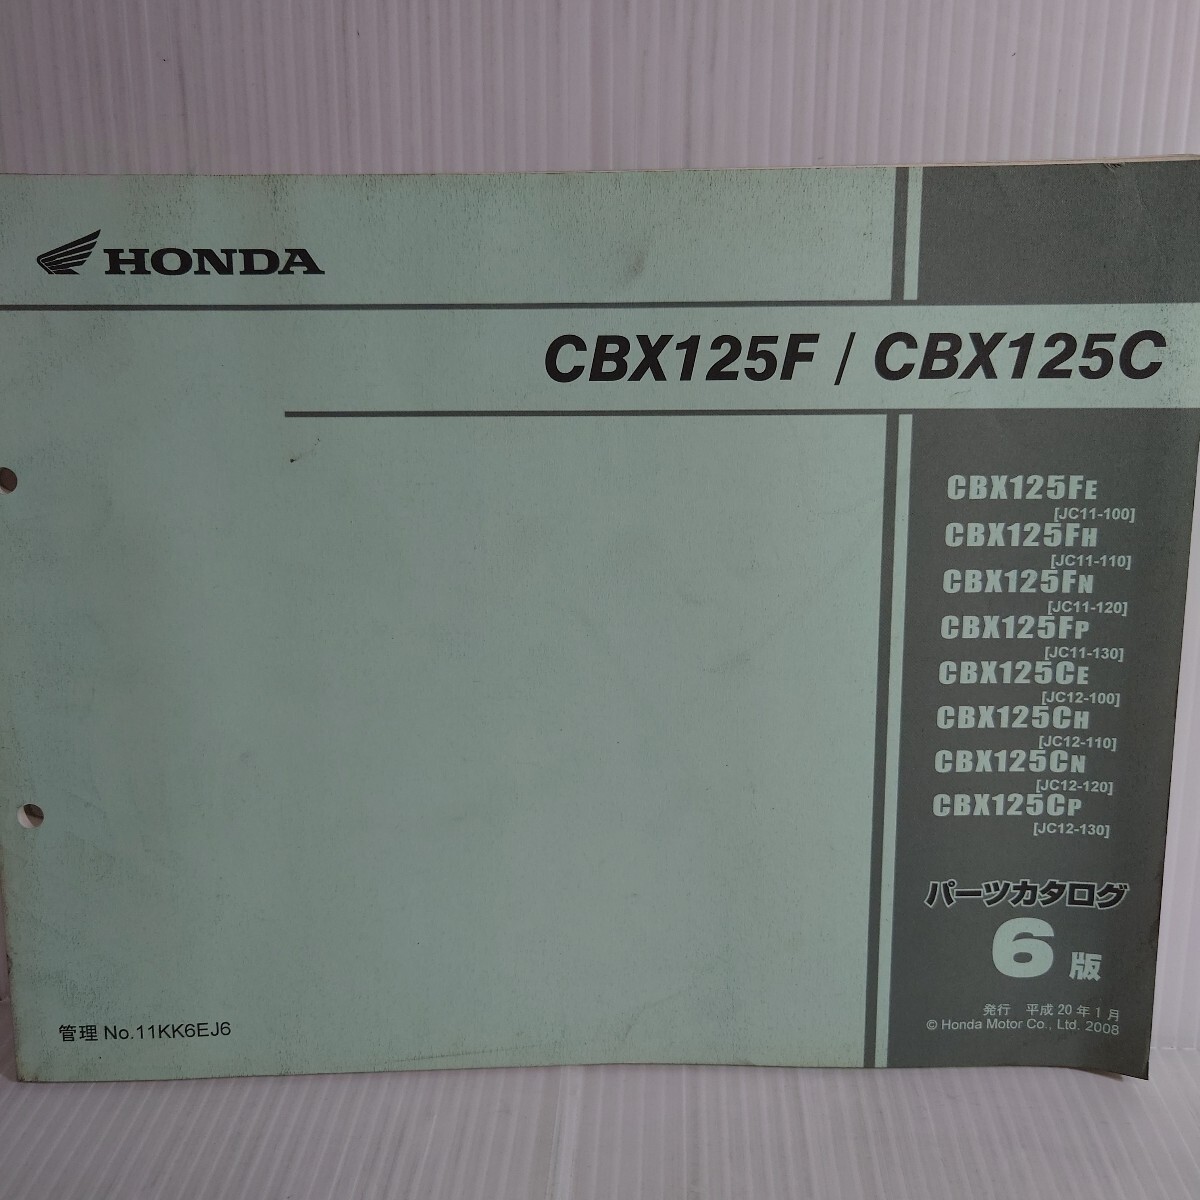 HONDA
CBX125F / CBX125C
CBX125FE
[JC11-100]
CBX125FH
[JC11-110]
CBX125FN
[JC11-120]
CBX125FP
[JC11-130]
CBX125CE
[JC12-100]
CBX125CH
[JC12-110]
CBX125CN
[JC12-120]
CBX125CP
[JC12-130]
パーツカタログ
6版
発行 平成20年1月
© Honda Motor Co., Ltd. 2008
管理 No.11KK6EJ6